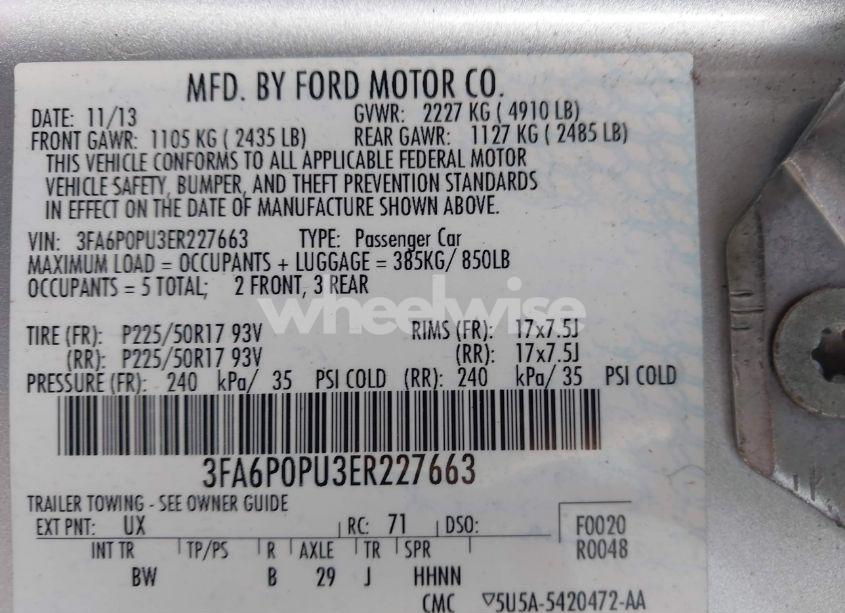 MFD. BY FORD MOTOR CO.
DATE: 11/13 GVWR: 2227 KG ( 4910 LB)
FRONT GAWR: 1105 KG ( 2435 LB) REAR GAWR: 1127 KG ( 2485 LB)
THIS VEHICLE CONFORMS TO ALL APPLICABLE FEDERAL MOTOR
VEHICLE SAFETY, BUMPER, AND THEFT PREVENTION STANDARDS
IN EFFECT ON THE DATE OF MANUFACTURE SHOWN ABOVE.
VIN: 3FA6P0PU3ER227663 TYPE: Passenger Car
MAXIMUM LOAD = OCCUPANTS + LUGGAGE = 385KG/ 850LB
OCCUPANTS = 5 TOTAL; 2 FRONT, 3 REAR
wheelwise
TIRE (FR): P225/50R17 93V RIMS (FR): 17x7.5J
(RR): P225/50R17 93V (RR): 17x7.5J
PRESSURE (FR): 240 kPa/ 35 PSI COLD (RR): 240 kPa/ 35 PSI COLD
3FA6P0PU3ER227663
TRAILER TOWING - SEE OWNER GUIDE
EXT PNT: UX RC: 71 DSO: F0020
INT TR TP/PS R AXLE TR SPR R0048
BW B 29 J HHNN
CMC ▽5U5A-5420472-AA